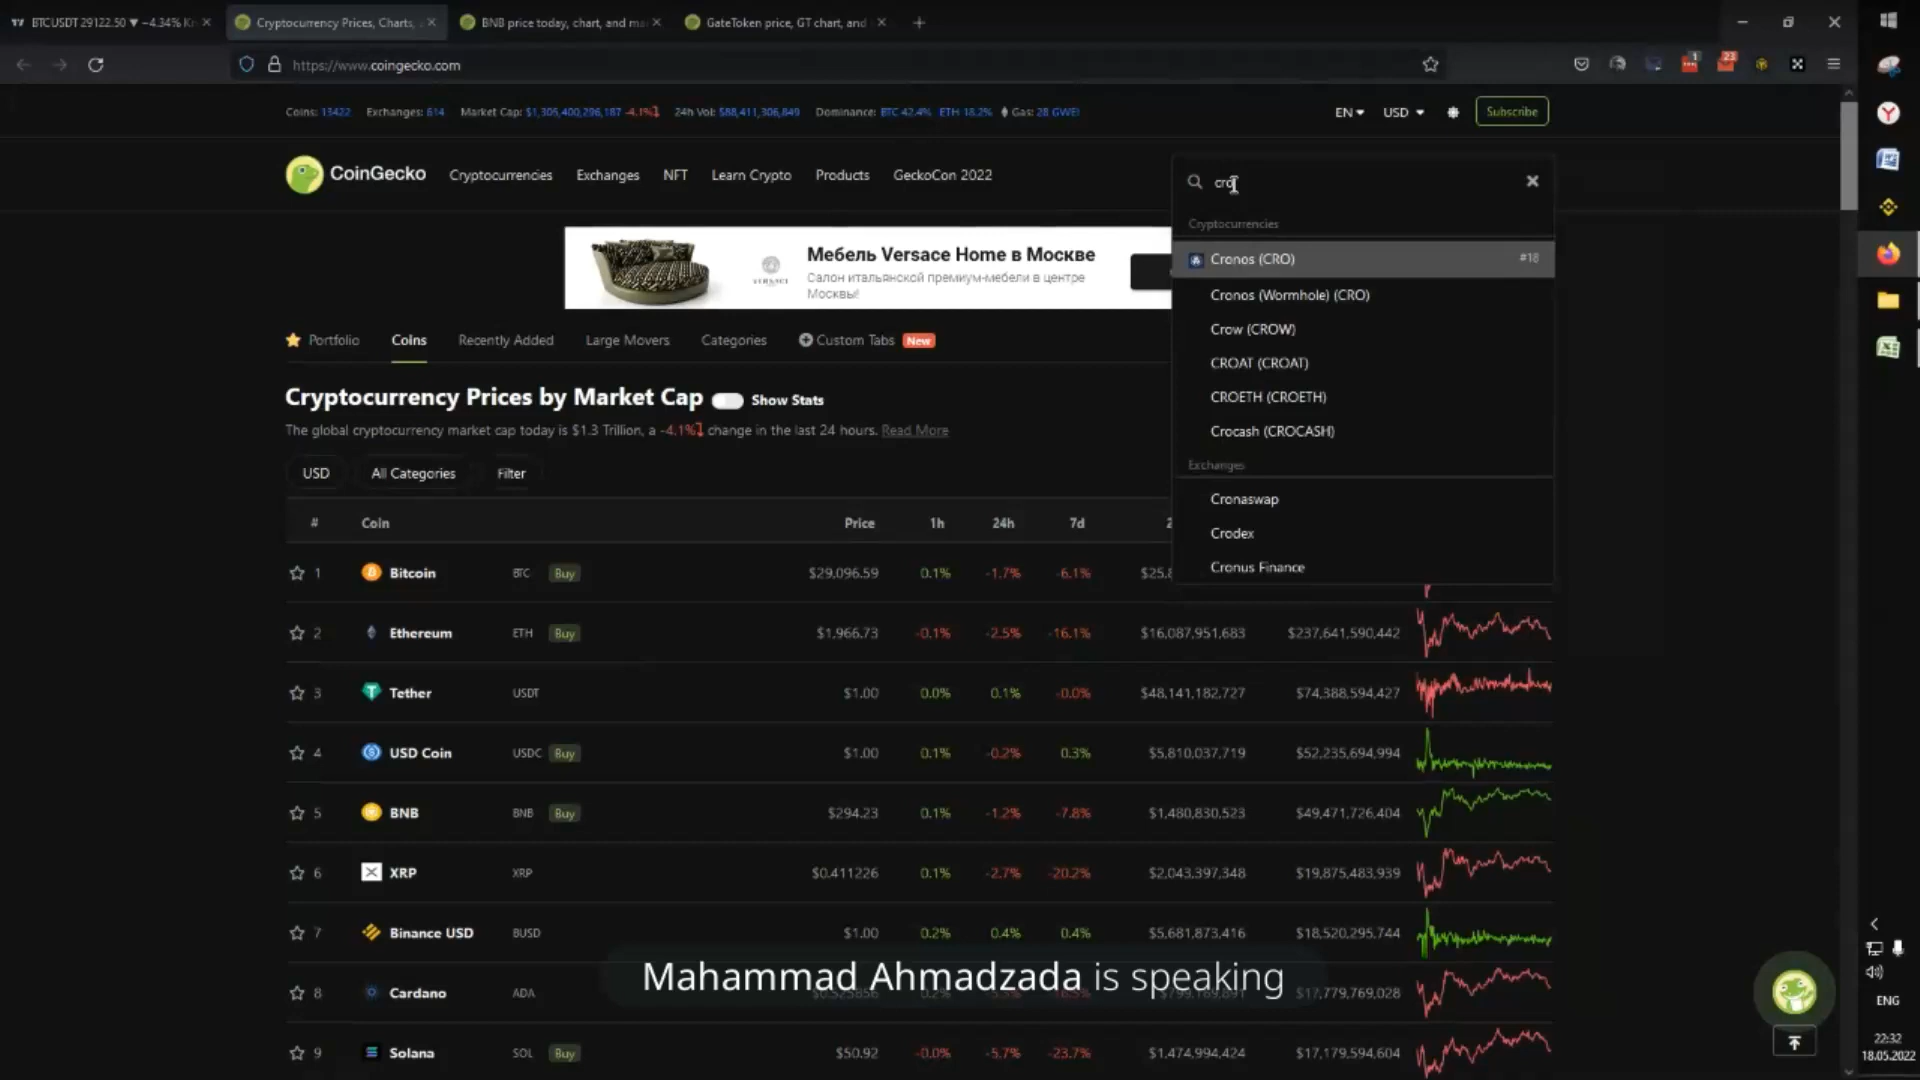 BTCUSDT 29122.50 ▼ −4.34%
Cryptocurrency Prices, Charts,
BNB price today, chart, and ma
GateToken price, GT chart, and
https://www.coingecko.com
1
23
Coins: 13422 Exchanges: 614 Market Cap: $1,305,400,296,187 -4.1% 24h Vol: $88,411,306,849 Dominance: BTC 42.4% ETH 18.2% Gas: 28 GWEI
EN USD Subscribe
CoinGecko Cryptocurrencies Exchanges NFT Learn Crypto Products GeckoCon 2022
cro
Cryptocurrencies
Cronos (CRO) #18
Cronos (Wormhole) (CRO)
Crow (CROW)
CROAT (CROAT)
CROETH (CROETH)
Crocash (CROCASH)
Exchanges
Cronaswap
Crodex
Cronus Finance
Мебель Versace Home в Москве
Салон итальянской премиум-мебели в центре
Москвы!
VERSACE
Portfolio Coins Recently Added Large Movers Categories Custom Tabs New
Cryptocurrency Prices by Market Cap Show Stats
The global cryptocurrency market cap today is $1.3 Trillion, a -4.1% change in the last 24 hours. Read More
USD All Categories Filter
# Coin Price 1h 24h 7d 2
1 Bitcoin BTC Buy $29,096.59 0.1% -1.7% -6.1% $25,8
2 Ethereum ETH Buy $1,966.73 -0.1% -2.5% -16.1% $16,087,951,683 $237,641,590,442
3 Tether USDT $1.00 0.0% 0.1% -0.0% $48,141,182,727 $74,388,594,427
4 USD Coin USDC Buy $1.00 0.1% -0.2% 0.3% $5,810,037,719 $52,235,694,994
5 BNB BNB Buy $294.23 0.1% -1.2% -7.8% $1,480,830,523 $49,471,726,404
6 XRP XRP $0.411226 0.1% -2.7% -20.2% $2,043,397,348 $19,875,483,939
7 Binance USD BUSD $1.00 0.2% 0.4% 0.4% $5,681,873,416 $18,520,295,744
Mahammad Ahmadzada is speaking
8 Cardano ADA $17,779,769,028
9 Solana SOL Buy $50.92 -0.0% -5.7% -23.7% $1,474,994,424 $17,179,594,604
ENG
22:32
18.05.2022